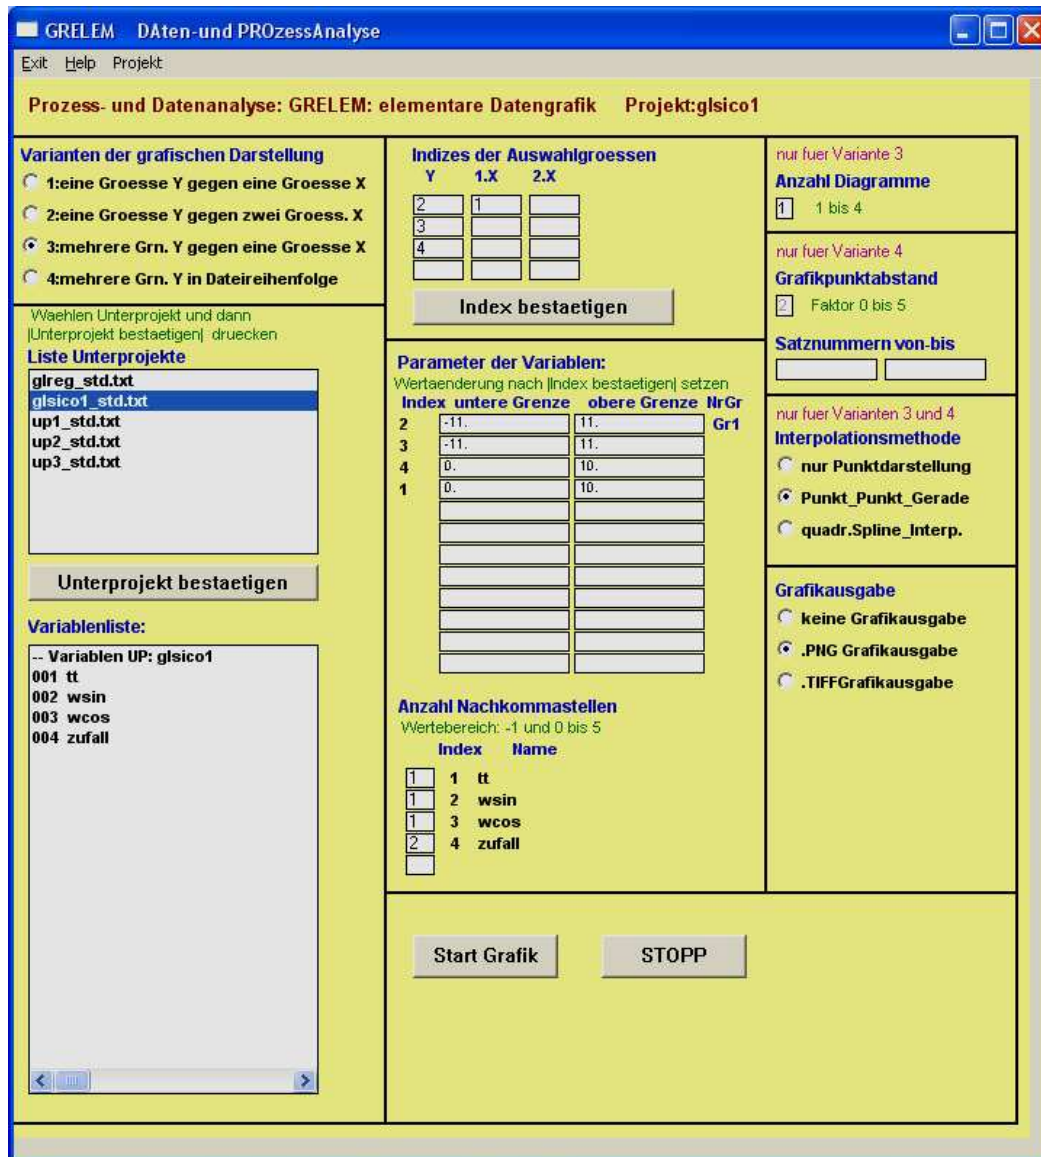 GRELEM DAten-und PROzessAnalyse
Exit Help Projekt
Prozess- und Datenanalyse: GRELEM: elementare Datengrafik Projekt:glsico1
Varianten der grafischen Darstellung
1:eine Groesse Y gegen eine Groesse X
2:eine Groesse Y gegen zwei Groess. X
3:mehrere Grn. Y gegen eine Groesse X
4:mehrere Grn. Y in Dateireihenfolge
Waehlen Unterprojekt und dann
|Unterprojekt bestaetigen| druecken
Liste Unterprojekte
glreg_std.txt
glsico1_std.txt
up1_std.txt
up2_std.txt
up3_std.txt
Unterprojekt bestaetigen
Variablenliste:
-- Variablen UP: glsico1
001 tt
002 wsin
003 wcos
004 zufall
Indizes der Auswahlgroessen
Y 1.X 2.X
2 1
3
4
Index bestaetigen
Parameter der Variablen:
Wertaenderung nach |Index bestaetigen| setzen
Index untere Grenze obere Grenze NrGr
2 -11. 11. Gr1
3 -11. 11.
4 0. 10.
1 0. 10.
Anzahl Nachkommastellen
Wertebereich: -1 und 0 bis 5
Index Name
1 1 tt
1 2 wsin
1 3 wcos
2 4 zufall
Start Grafik STOPP
nur fuer Variante 3
Anzahl Diagramme
1 1 bis 4
nur fuer Variante 4
Grafikpunktabstand
2 Faktor 0 bis 5
Satznummern von-bis
nur fuer Varianten 3 und 4
Interpolationsmethode
nur Punktdarstellung
Punkt_Punkt_Gerade
quadr.Spline_Interp.
Grafikausgabe
keine Grafikausgabe
.PNG Grafikausgabe
.TIFFGrafikausgabe